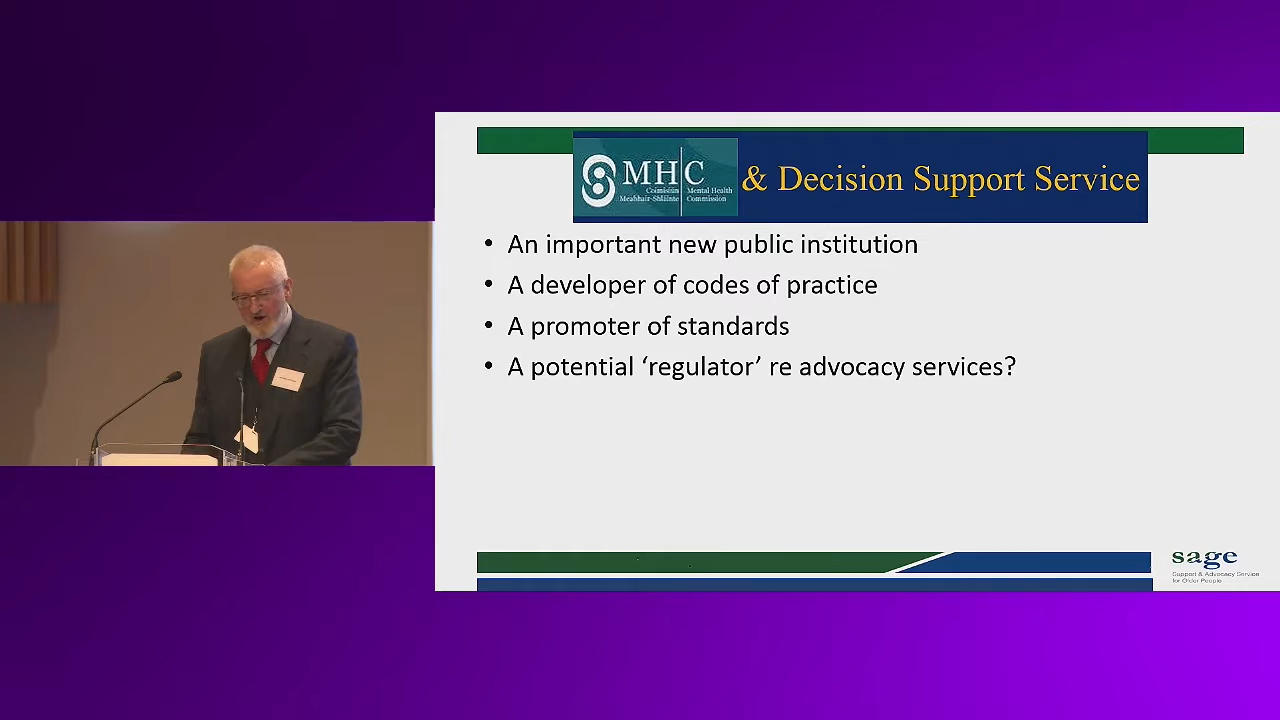 MHC
Coimisiún Mental Health
Meabhair-Shláinte Commission
& Decision Support Service
• An important new public institution
• A developer of codes of practice
• A promoter of standards
• A potential ‘regulator’ re advocacy services?
sage
Support & Advocacy Service
for Older People